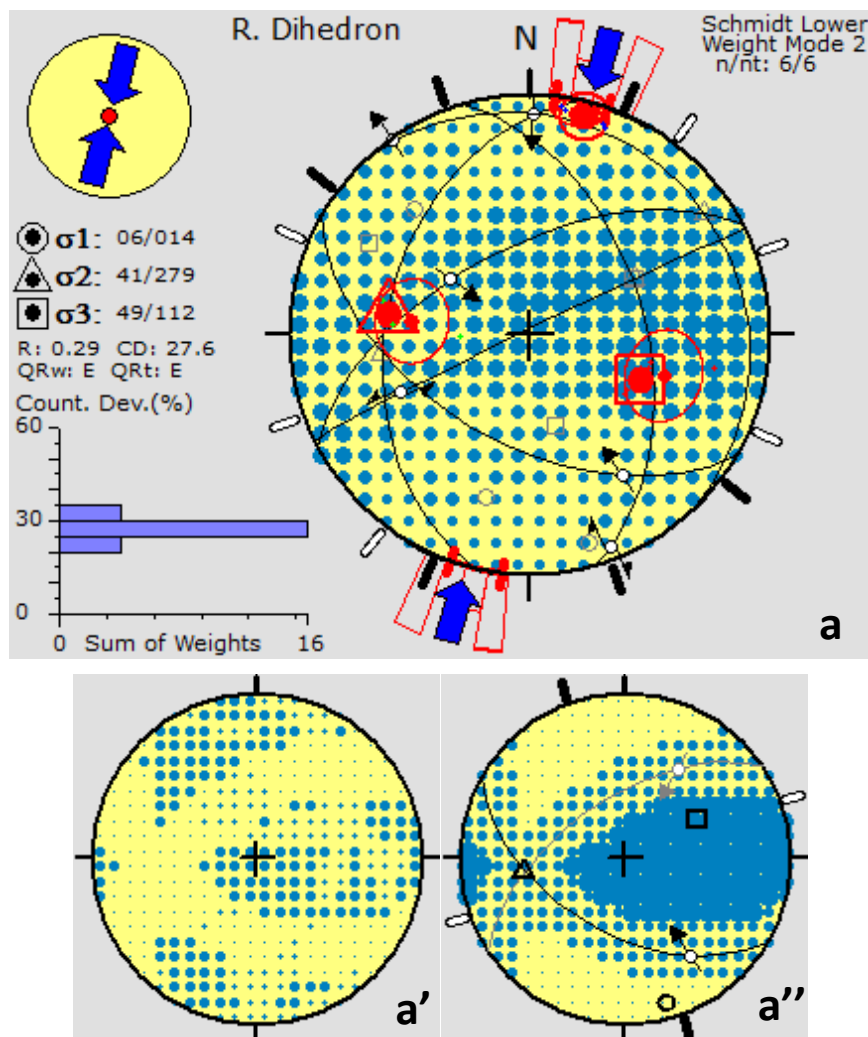 R. Dihedron
N
Schmidt Lower
Weight Mode 2
n/nt: 6/6
σ1: 06/014
σ2: 41/279
σ3: 49/112
R: 0.29 CD: 27.6
QRw: E QRt: E
Count. Dev.(%)
60
30
0
0 Sum of Weights 16
a
a’
a’’